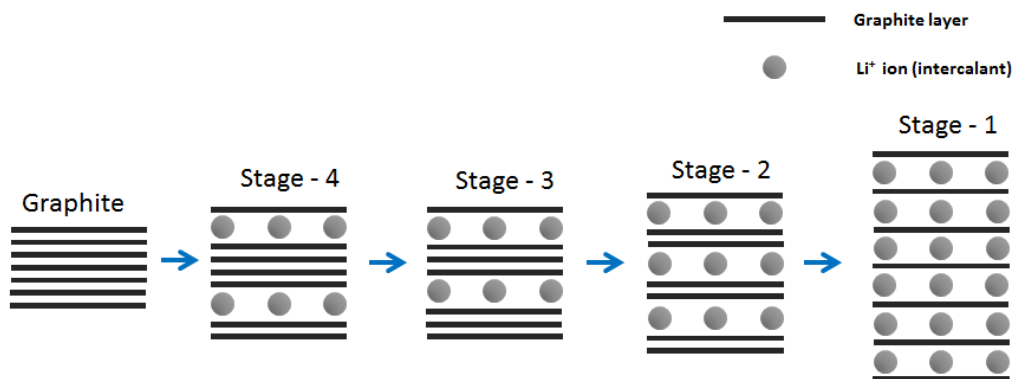 Graphite layer
Li⁺ ion (intercalant)
Stage - 1
Stage - 2
Stage - 4
Stage - 3
Graphite